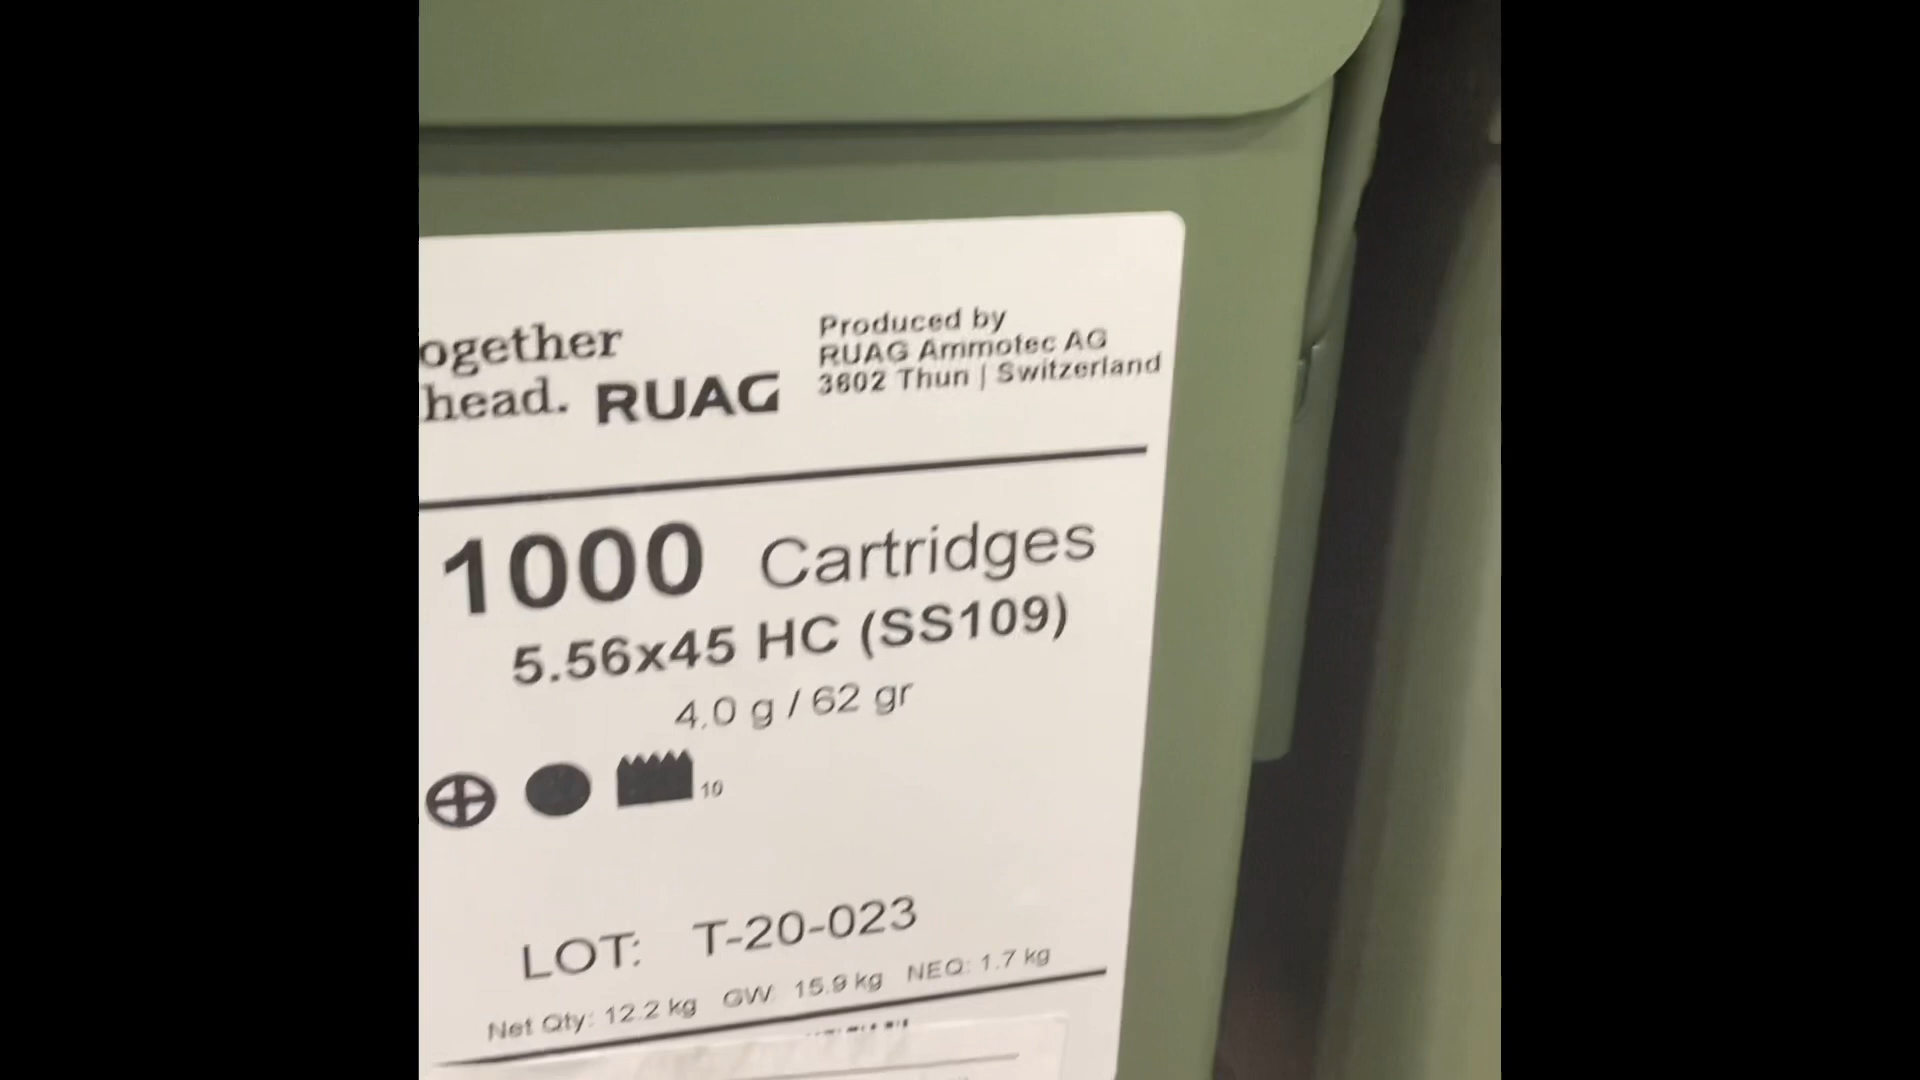 ogether
head. RUAG
Produced by
RUAG Ammotec AG
3602 Thun | Switzerland
1000 Cartridges
5.56x45 HC (SS109)
4.0 g / 62 gr
10
LOT: T-20-023
Net Qty: 12.2 kg GW: 15.9 kg NEQ: 1.7 kg